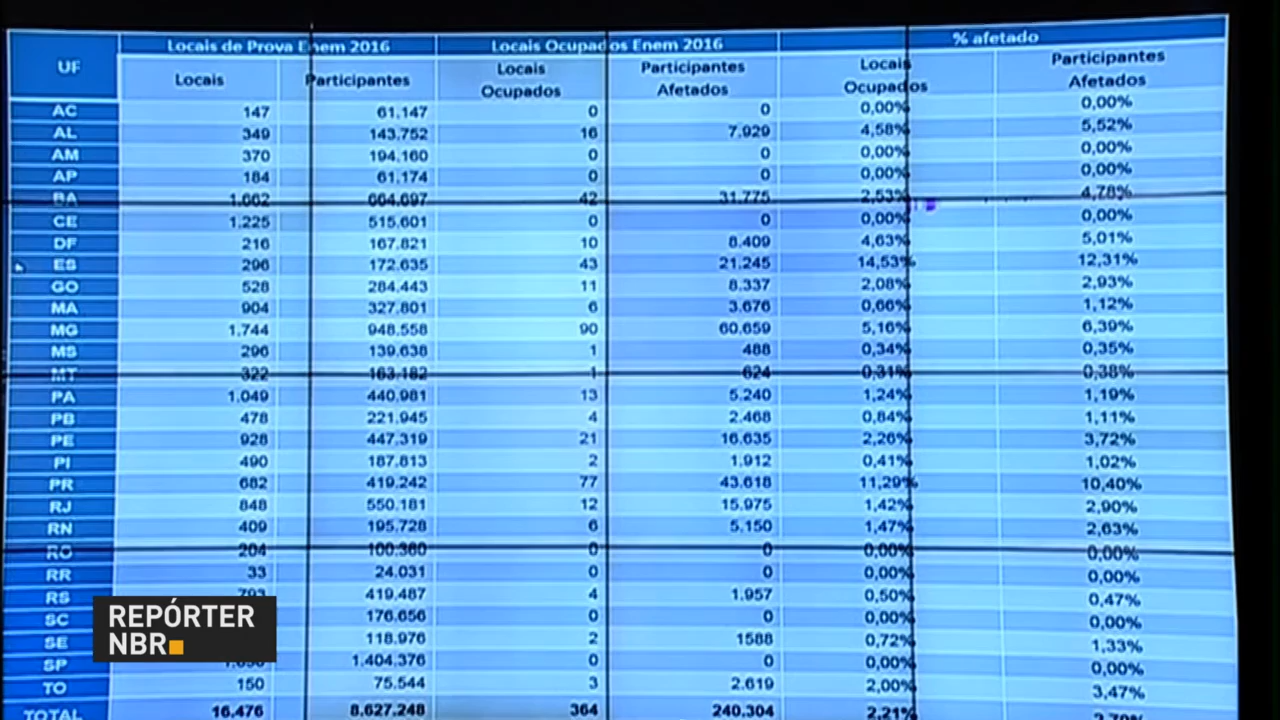 UF Locais de Prova Enem 2016 Locais Ocupados Enem 2016 % afetado
Locais Participantes Locais Ocupados Participantes Afetados Locais Ocupados Participantes Afetados
AC 147 61.147 0 0 0,00% 0,00%
AL 349 143.752 16 7.929 4,58% 5,52%
AM 370 194.160 0 0 0,00% 0,00%
AP 184 61.174 0 0 0,00% 0,00%
BA 1.662 664.697 42 31.775 2,53% 4,78%
CE 1.225 515.601 0 0 0,00% 0,00%
DF 216 167.821 10 8.409 4,63% 5,01%
ES 296 172.635 43 21.245 14,53% 12,31%
GO 528 284.443 11 8.337 2,08% 2,93%
MA 904 327.801 6 3.676 0,66% 1,12%
MG 1.744 948.558 90 60.659 5,16% 6,39%
MS 296 139.638 1 488 0,34% 0,35%
MT 322 163.182 1 624 0,31% 0,38%
PA 1.049 440.981 13 5.240 1,24% 1,19%
PB 478 221.945 4 2.468 0,84% 1,11%
PE 928 447.319 21 16.635 2,26% 3,72%
PI 490 187.813 2 1.912 0,41% 1,02%
PR 682 419.242 77 43.618 11,29% 10,40%
RJ 848 550.181 12 15.975 1,42% 2,90%
RN 409 195.728 6 5.150 1,47% 2,63%
RO 204 100.360 0 0 0,00% 0,00%
RR 33 24.031 0 0 0,00% 0,00%
RS 793 419.487 4 1.957 0,50% 0,47%
SC 176.656 0 0 0,00% 0,00%
SE 118.976 2 1588 0,72% 1,33%
SP 1.404.376 0 0 0,00% 0,00%
TO 150 75.544 3 2.619 2,00% 3,47%
TOTAL 16.476 8.627.248 364 240.304 2,21%
REPÓRTER
NBR